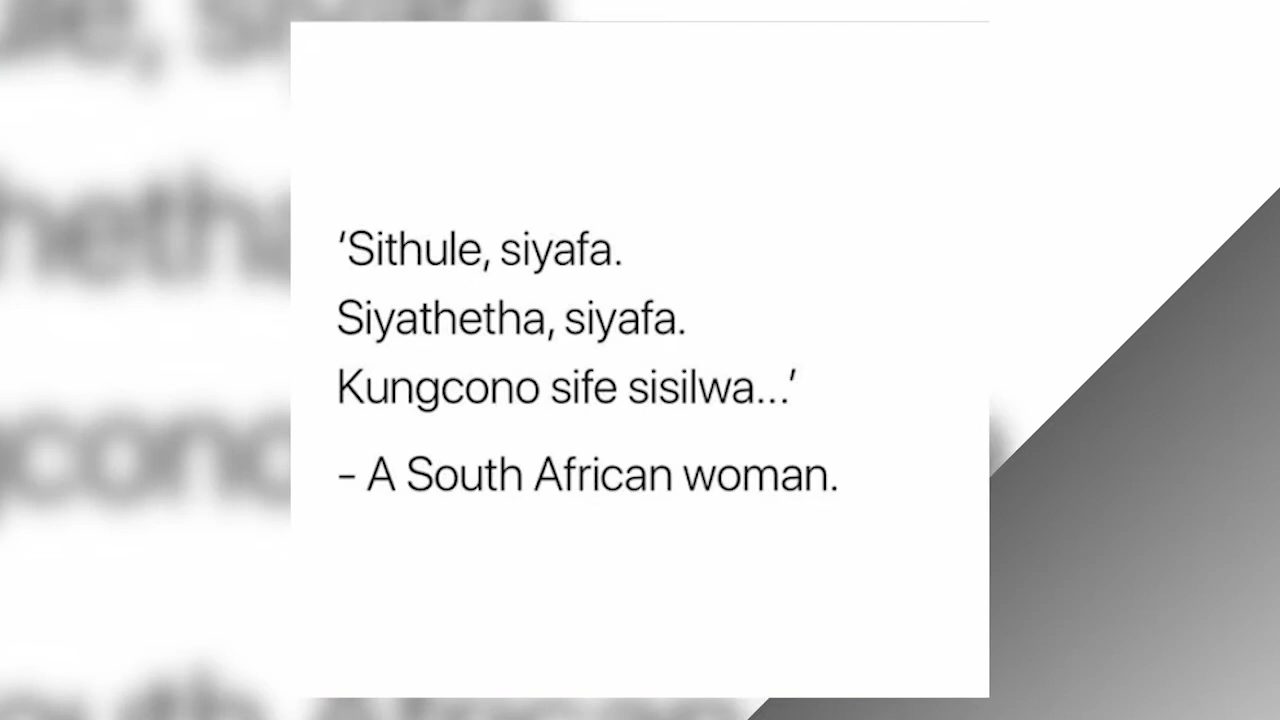 ‘Sithule, siyafa.
Siyathetha, siyafa.
Kungcono sife sisilwa...’
– A South African woman.